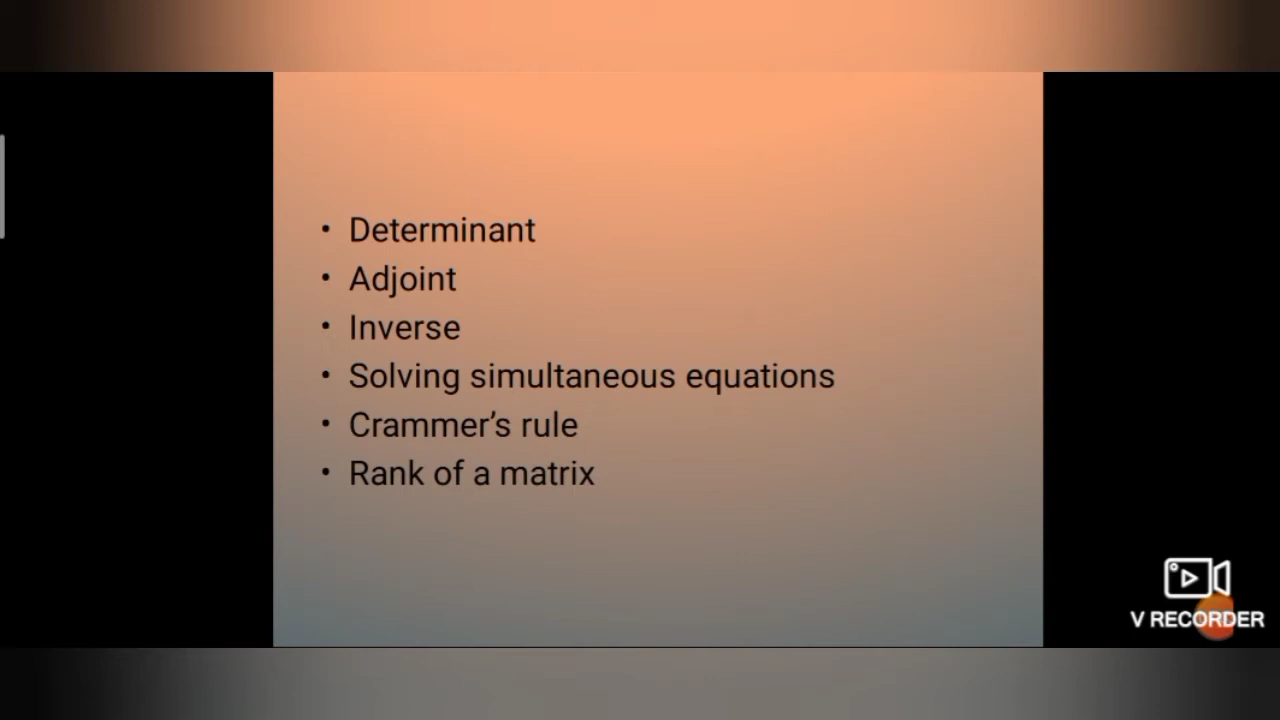 • Determinant
• Adjoint
• Inverse
• Solving simultaneous equations
• Crammer’s rule
• Rank of a matrix
V RECORDER